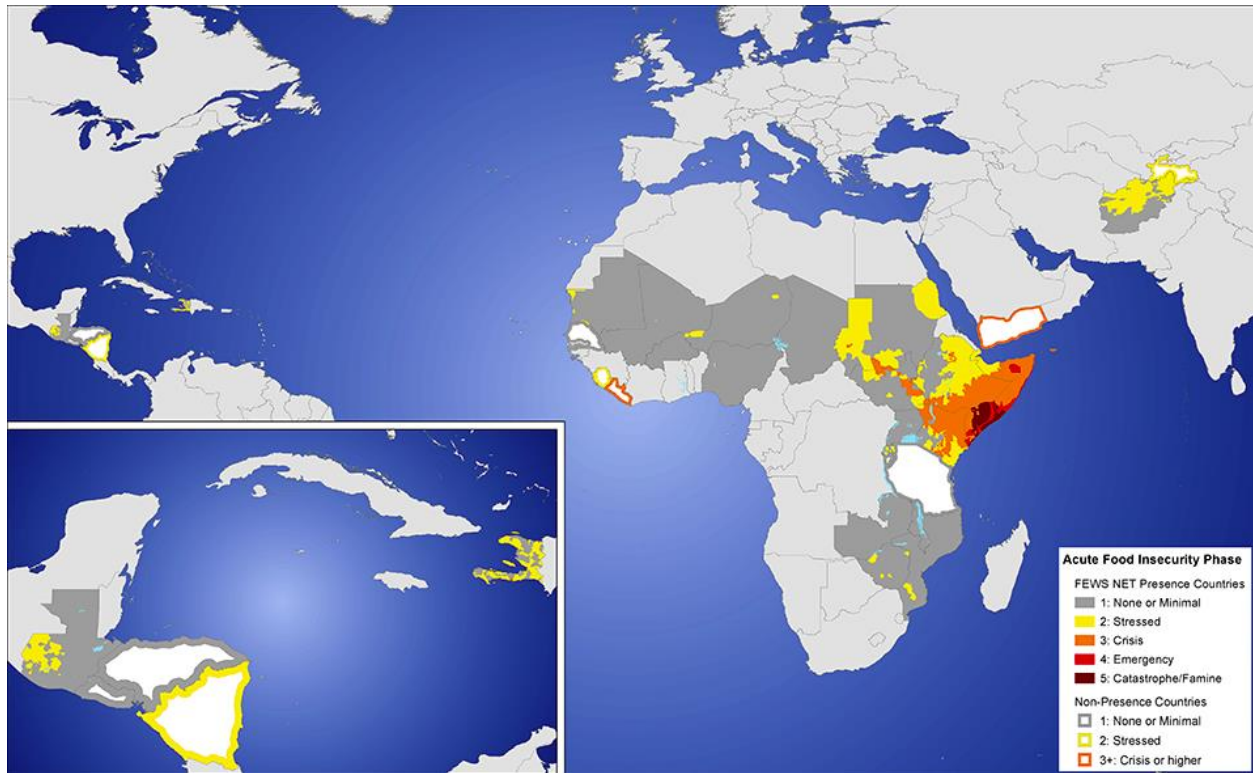 Acute Food Insecurity Phase
FEWS NET Presence Countries
1: None or Minimal
2: Stressed
3: Crisis
4: Emergency
5: Catastrophe/Famine
Non-Presence Countries
1: None or Minimal
2: Stressed
3+: Crisis or higher